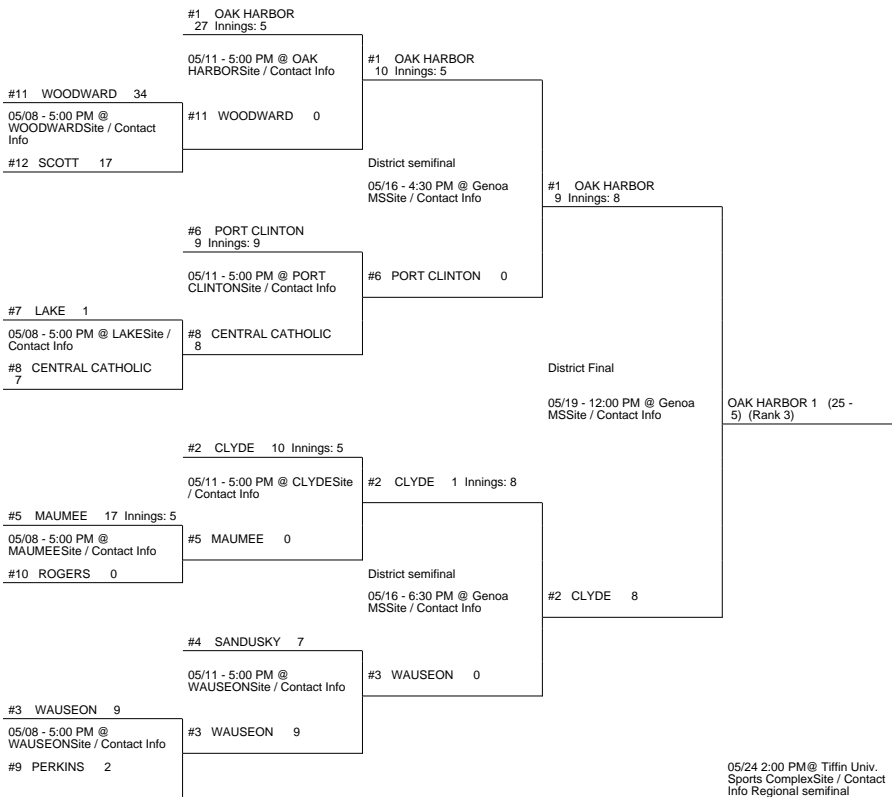 #1 OAK HARBOR
27 Innings: 5
05/11 - 5:00 PM @ OAK
HARBORSite / Contact Info
#1 OAK HARBOR
10 Innings: 5
#11 WOODWARD 34
05/08 - 5:00 PM @
WOODWARDSite / Contact
Info
#12 SCOTT 17
#11 WOODWARD 0
District semifinal
05/16 - 4:30 PM @ Genoa
MSSite / Contact Info
#1 OAK HARBOR
9 Innings: 8
#6 PORT CLINTON
9 Innings: 9
05/11 - 5:00 PM @ PORT
CLINTONSite / Contact Info
#6 PORT CLINTON 0
#7 LAKE 1
05/08 - 5:00 PM @ LAKESite /
Contact Info
#8 CENTRAL CATHOLIC
7
#8 CENTRAL CATHOLIC
8
District Final
05/19 - 12:00 PM @ Genoa
MSSite / Contact Info
OAK HARBOR 1 (25 -
5) (Rank 3)
#2 CLYDE 10 Innings: 5
05/11 - 5:00 PM @ CLYDESite
/ Contact Info
#2 CLYDE 1 Innings: 8
#5 MAUMEE 17 Innings: 5
05/08 - 5:00 PM @
MAUMEESite / Contact Info
#10 ROGERS 0
#5 MAUMEE 0
District semifinal
05/16 - 6:30 PM @ Genoa
MSSite / Contact Info
#2 CLYDE 8
#4 SANDUSKY 7
05/11 - 5:00 PM @
WAUSEONSite / Contact Info
#3 WAUSEON 0
#3 WAUSEON 9
05/08 - 5:00 PM @
WAUSEONSite / Contact Info
#9 PERKINS 2
#3 WAUSEON 9
05/24 2:00 PM@ Tiffin Univ.
Sports ComplexSite / Contact
Info Regional semifinal